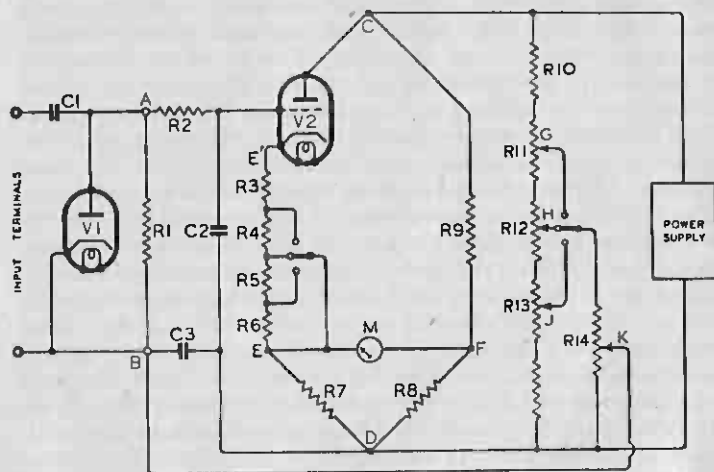 C
R10
C1
A
R2
V2
G
R11
E'
R3
INPUT TERMINALS
V1
R1
C2
R4
R9
H
R12
POWER
SUPPLY
R5
R13
J
C3
R6
M
R14
K
B
E
F
R7
R8
D